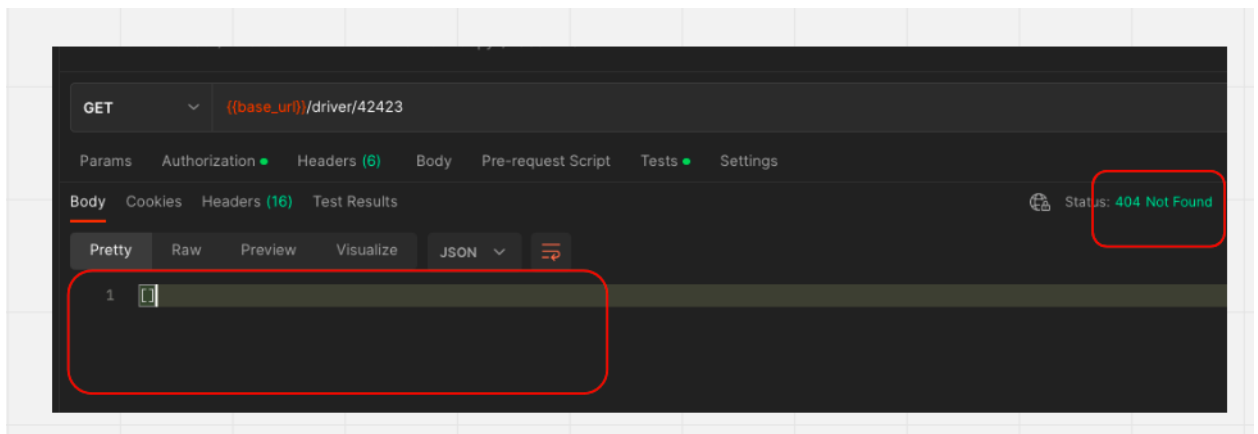 GET {{base_url}}/driver/42423
Params Authorization Headers (6) Body Pre-request Script Tests Settings
Body Cookies Headers (16) Test Results Status: 404 Not Found
Pretty Raw Preview Visualize JSON
1 []